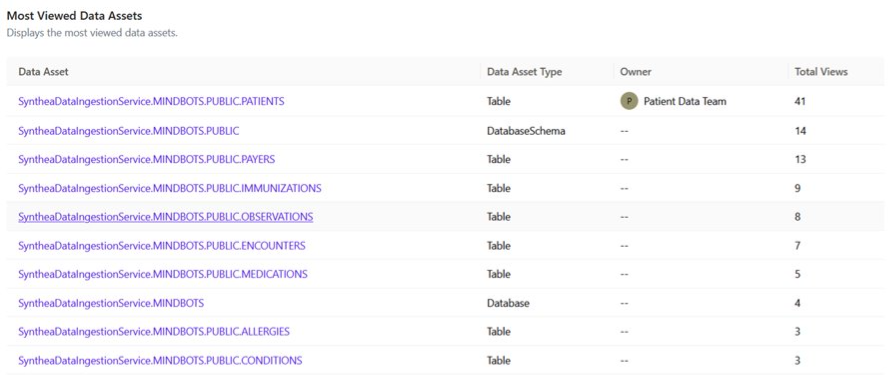 Most Viewed Data Assets
Displays the most viewed data assets.
Data Asset Data Asset Type Owner Total Views
SyntheaDataIngestionService.MINDBOTS.PUBLIC.PATIENTS Table P Patient Data Team 41
SyntheaDataIngestionService.MINDBOTS.PUBLIC DatabaseSchema -- 14
SyntheaDataIngestionService.MINDBOTS.PUBLIC.PAYERS Table -- 13
SyntheaDataIngestionService.MINDBOTS.PUBLIC.IMMUNIZATIONS Table -- 9
SyntheaDataIngestionService.MINDBOTS.PUBLIC.OBSERVATIONS Table -- 8
SyntheaDataIngestionService.MINDBOTS.PUBLIC.ENCOUNTERS Table -- 7
SyntheaDataIngestionService.MINDBOTS.PUBLIC.MEDICATIONS Table -- 5
SyntheaDataIngestionService.MINDBOTS Database -- 4
SyntheaDataIngestionService.MINDBOTS.PUBLIC.ALLERGIES Table -- 3
SyntheaDataIngestionService.MINDBOTS.PUBLIC.CONDITIONS Table -- 3